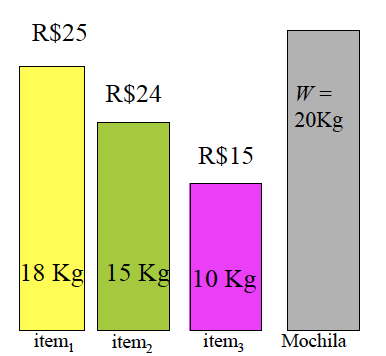 R$25
R$24
R$15
W =
20Kg
18 Kg
15 Kg
10 Kg
item₁
item₂
item₃
Mochila